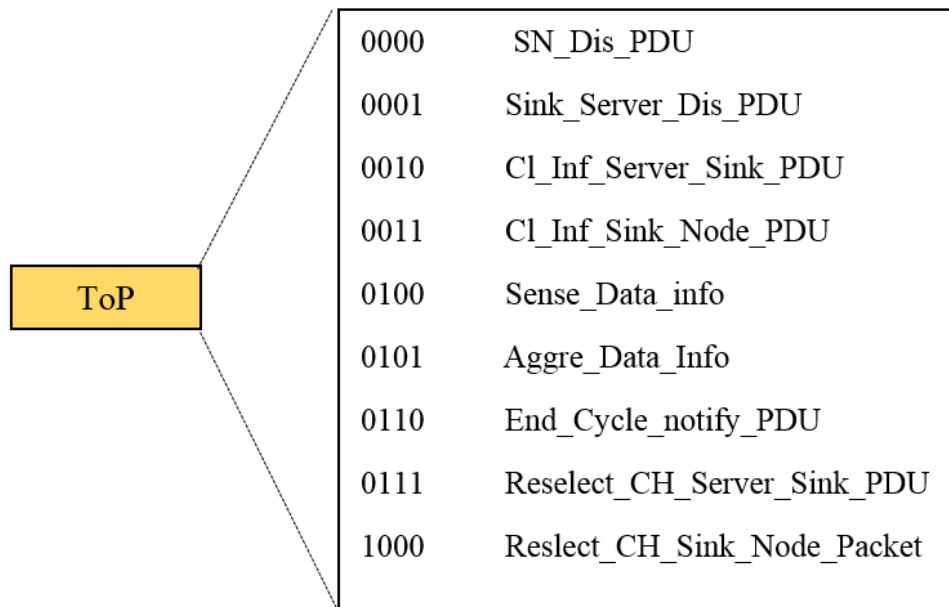 0000 SN_Dis_PDU
0001 Sink_Server_Dis_PDU
0010 Cl_Inf_Server_Sink_PDU
0011 Cl_Inf_Sink_Node_PDU
ToP
0100 Sense_Data_info
0101 Aggre_Data_Info
0110 End_Cycle_notify_PDU
0111 Reselect_CH_Server_Sink_PDU
1000 Reslect_CH_Sink_Node_Packet